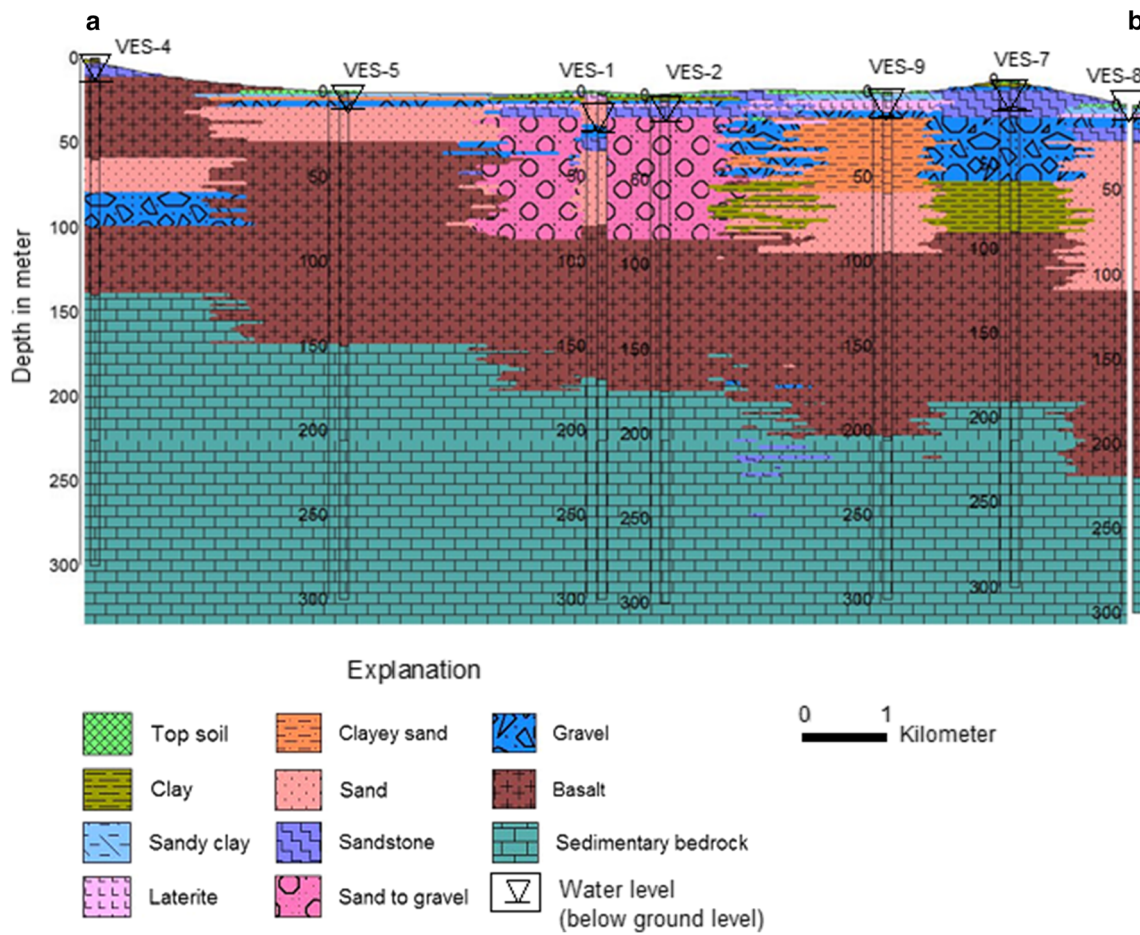 a
b
VES-4
VES-5
VES-1
VES-2
VES-9
VES-7
VES-8
Depth in meter
0
50
100
150
200
250
300
0
50
100
150
200
250
300
0
50
100
150
200
250
300
0
100
150
200
250
300
0
50
100
150
200
250
300
0
50
100
150
200
250
300
0
50
100
150
200
250
300
Explanation
Top soil
Clayey sand
Gravel
Clay
Sand
Basalt
Sandy clay
Sandstone
Sedimentary bedrock
Laterite
Sand to gravel
Water level
(below ground level)
0 1
Kilometer